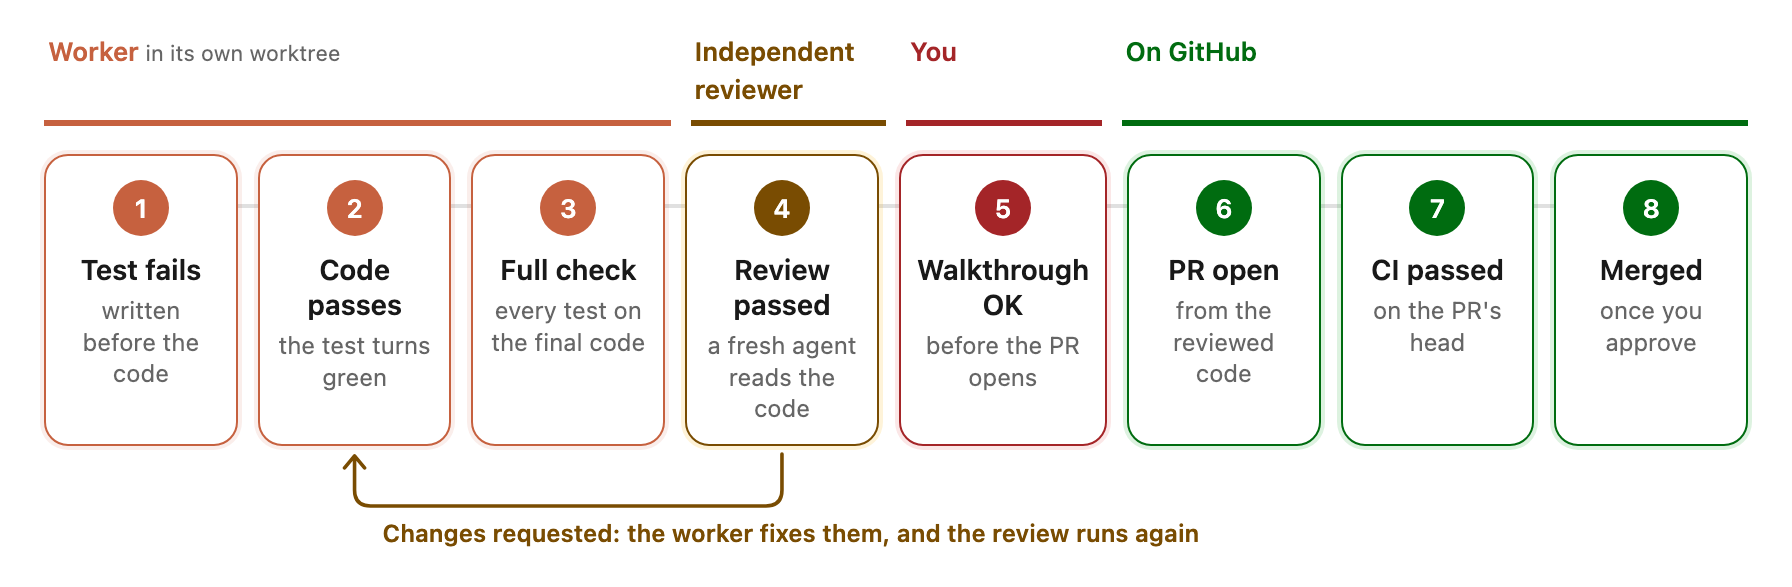 Worker in its own worktree
Independent
reviewer
You
On GitHub
1
Test fails
written
before the
code
2
Code
passes
the test turns
green
3
Full check
every test on
the final code
4
Review
passed
a fresh agent
reads the
code
5
Walkthrough
OK
before the PR
opens
6
PR open
from the
reviewed
code
7
CI passed
on the PR's
head
8
Merged
once you
approve
Changes requested: the worker fixes them, and the review runs again